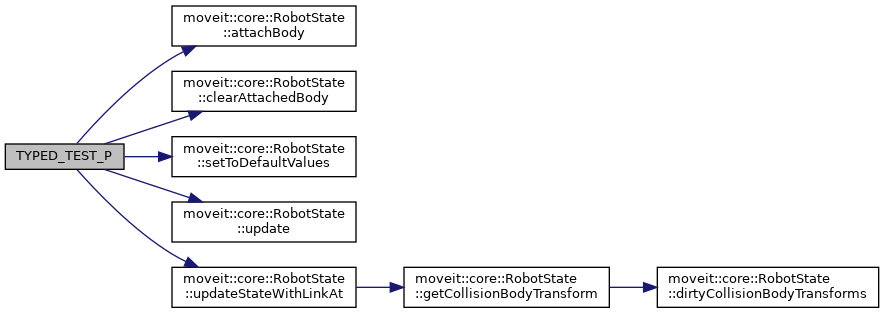 moveit::core::RobotState
::attachBody
moveit::core::RobotState
::clearAttachedBody
TYPED_TEST_P
moveit::core::RobotState
::setToDefaultValues
moveit::core::RobotState
::update
moveit::core::RobotState
::updateStateWithLinkAt
moveit::core::RobotState
::getCollisionBodyTransform
moveit::core::RobotState
::dirtyCollisionBodyTransforms